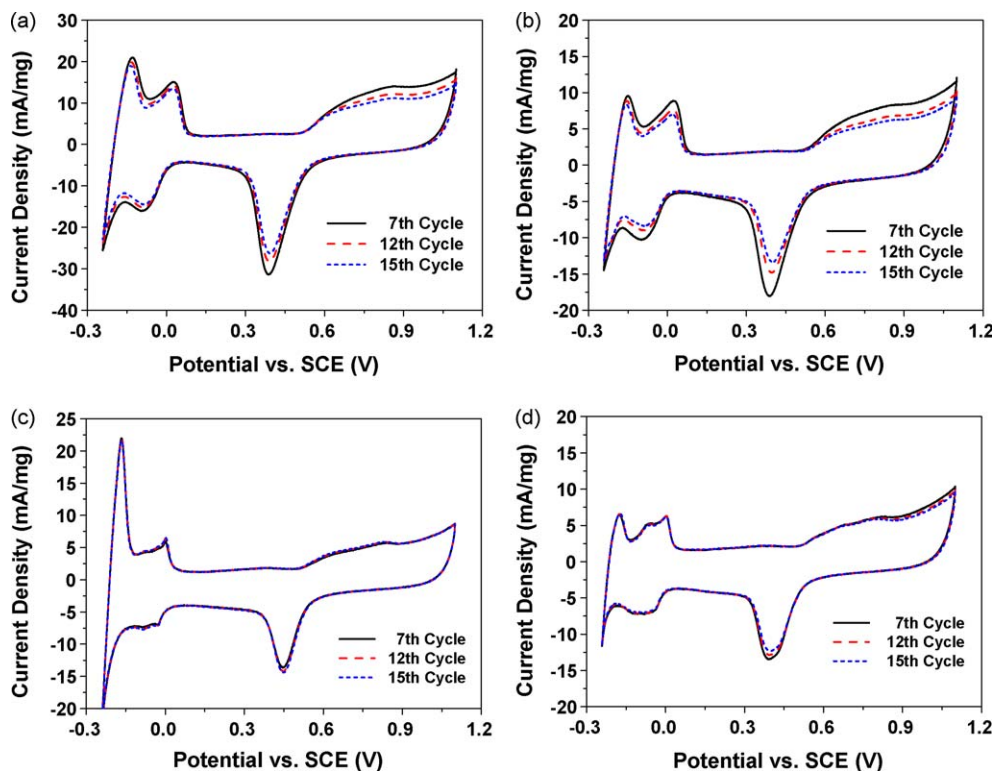 (a)
30
20
10
0
-10
-20
-30
-40
Current Density (mA/mg)
7th Cycle
12th Cycle
15th Cycle
-0.3 0.0 0.3 0.6 0.9 1.2
Potential vs. SCE (V)
(b)
20
15
10
5
0
-5
-10
-15
-20
Current Density (mA/mg)
7th Cycle
12th Cycle
15th Cycle
-0.3 0.0 0.3 0.6 0.9 1.2
Potential vs. SCE (V)
(c)
25
20
15
10
5
0
-5
-10
-15
-20
Current Density (mA/mg)
7th Cycle
12th Cycle
15th Cycle
-0.3 0.0 0.3 0.6 0.9 1.2
Potential vs. SCE (V)
(d)
20
15
10
5
0
-5
-10
-15
-20
Current Density (mA/mg)
7th Cycle
12th Cycle
15th Cycle
-0.3 0.0 0.3 0.6 0.9 1.2
Potential vs. SCE (V)